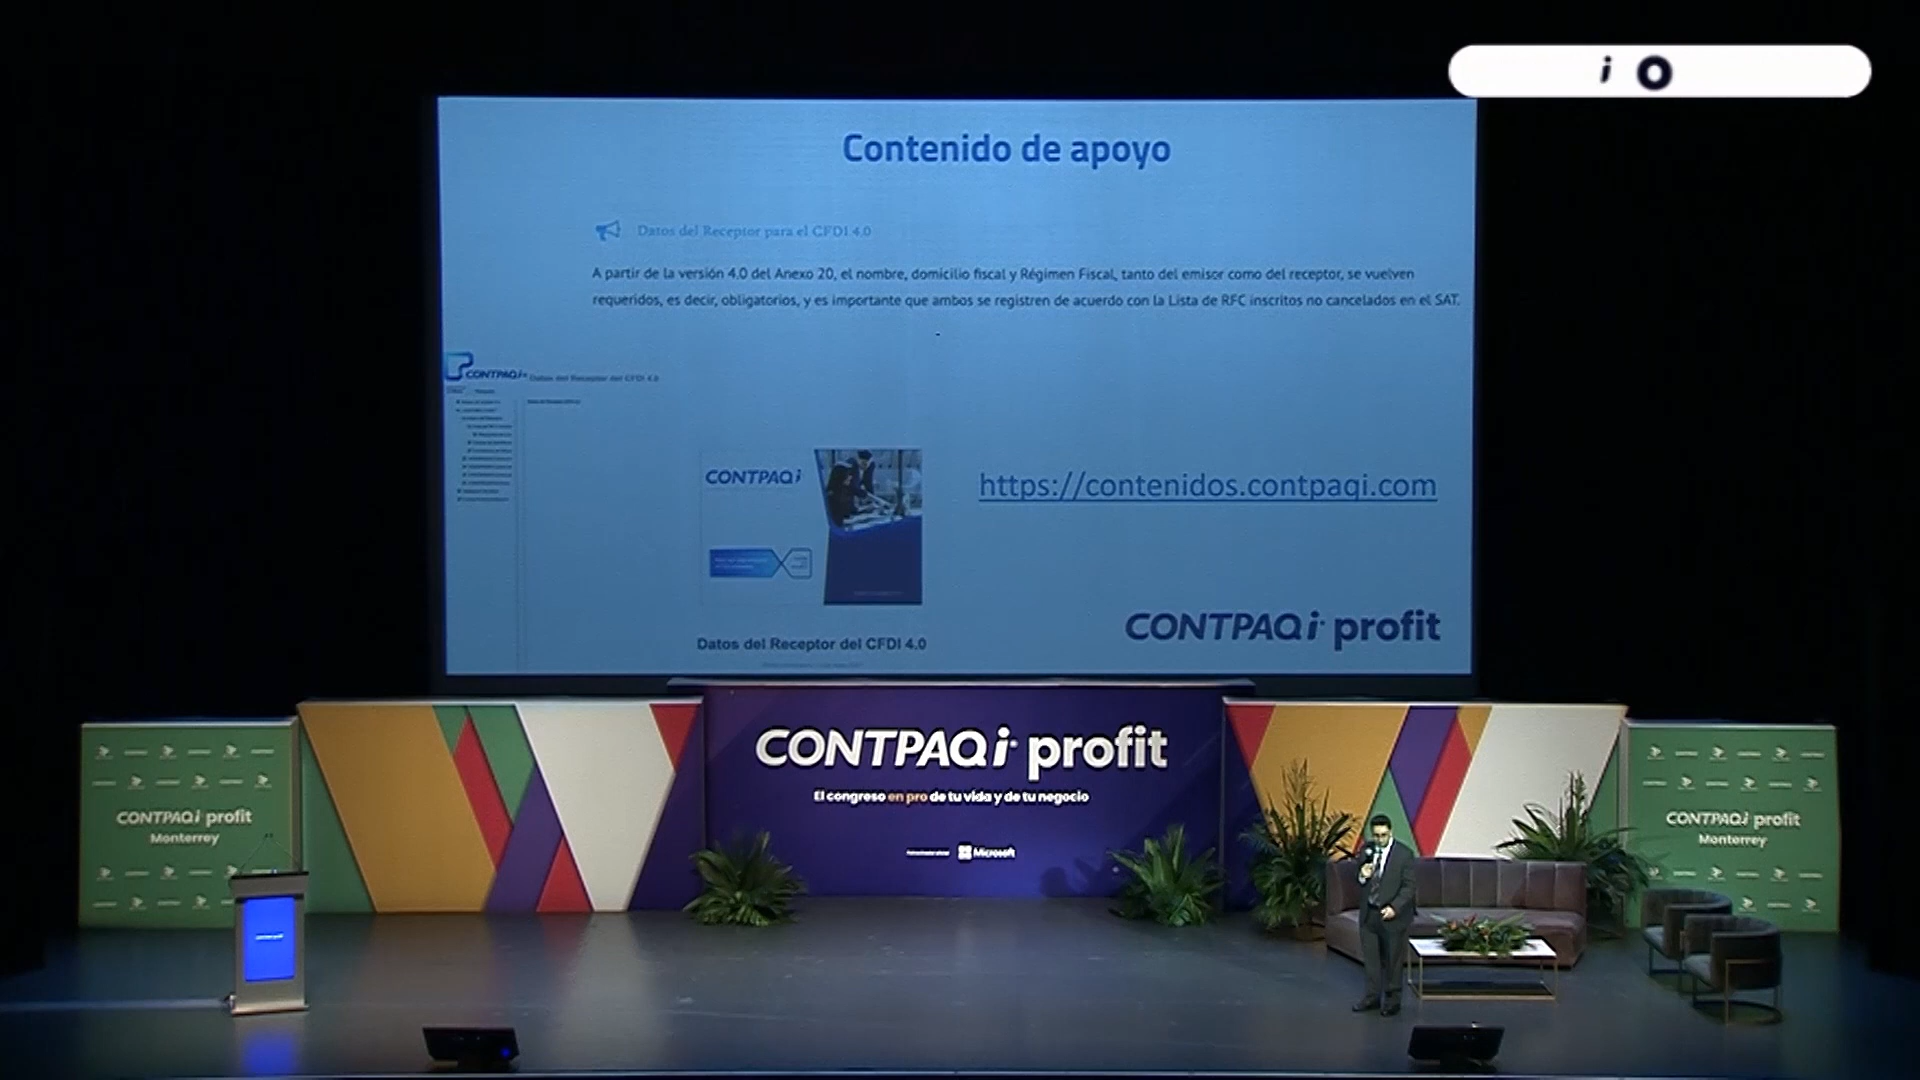 i O
Contenido de apoyo
Datos del Receptor para el CFDI 4.0
A partir de la versión 4.0 del Anexo 20, el nombre, domicilio fiscal y Régimen Fiscal, tanto del emisor como del receptor, se vuelven
requeridos, es decir, obligatorios, y es importante que ambos se registren de acuerdo con la Lista de RFC inscritos no cancelados en el SAT.
CONTPAQi
Datos del Receptor del CFDI 4.0
CONTPAQi
https://contenidos.contpaqi.com
CONTPAQi profit
Datos del Receptor del CFDI 4.0
CONTPAQi profit
El congreso en pro de tu vida y de tu negocio
Microsoft
CONTPAQi profit
Monterrey
CONTPAQi profit
Monterrey